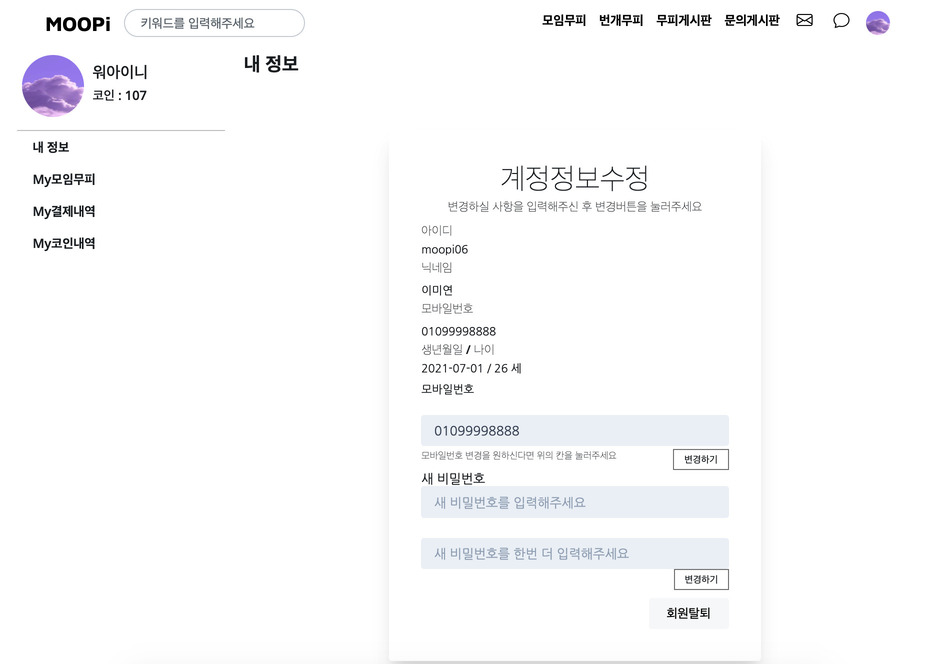 MOOPi
키워드를 입력해주세요
모임무피 번개무피 무피게시판 문의게시판
워아이니
코인 : 107
내 정보
My모임무피
My결제내역
My코인내역
내 정보
계정정보수정
변경하실 사항을 입력해주신 후 변경버튼을 눌러주세요
아이디
moopi06
닉네임
이미연
모바일번호
01099998888
생년월일 / 나이
2021-07-01 / 26 세
모바일번호
01099998888
모바일번호 변경을 원하신다면 위의 칸을 눌러주세요
변경하기
새 비밀번호
새 비밀번호를 입력해주세요
새 비밀번호를 한번 더 입력해주세요
변경하기
회원탈퇴